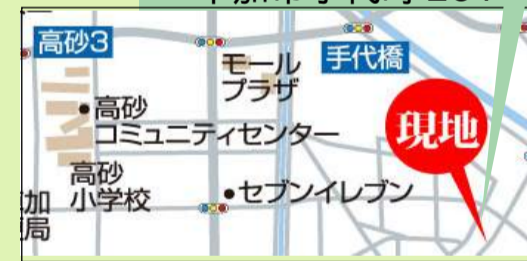 高砂3
モール
プラザ
手代橋
高砂
コミュニティセンター
現地
高砂
小学校
セブンイレブン
加
局